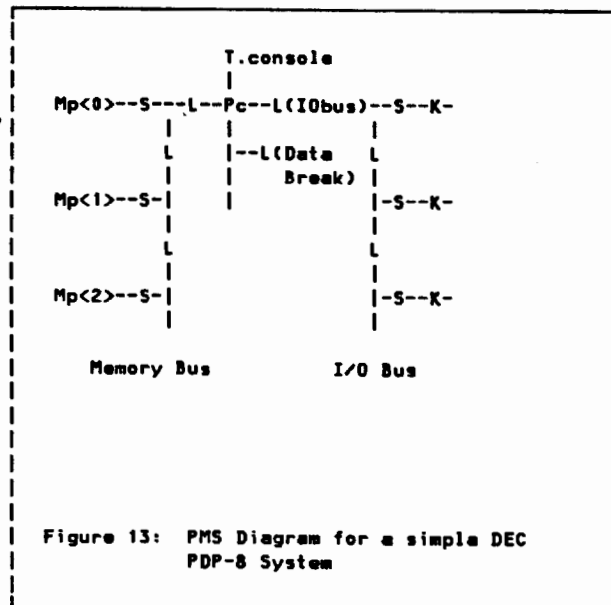 T.console
|
Mp<0>--S---L--Pc--L(IObus)--S--K-
|          |            |
L          |--L(Data    L
|          |    Break)  |
Mp<1>--S-|     |            |-S--K-
|                       |
L                       L
|                       |
Mp<2>--S-|                  |-S--K-
|                       |
Memory Bus          I/O Bus
Figure 13:  PMS Diagram for a simple DEC
PDP-8 System